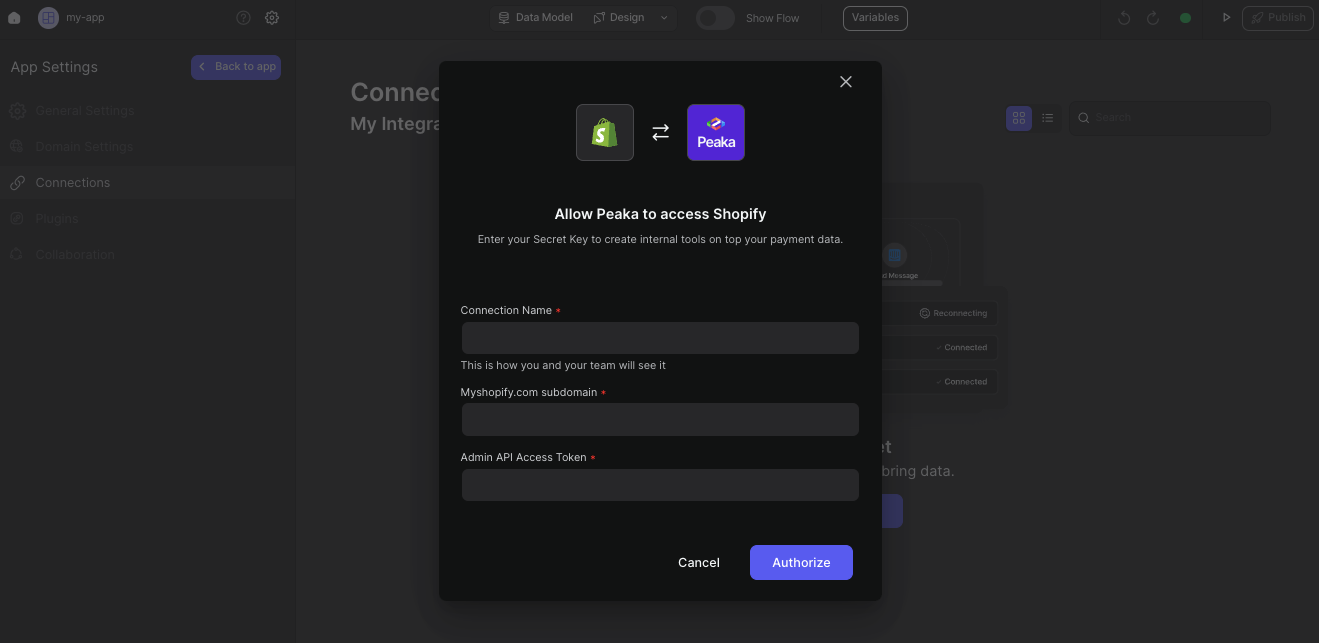 my-app
Data Model
Design
Show Flow
Variables
Publish
App Settings
Back to app
General Settings
Domain Settings
Connections
Plugins
Collaboration
Connec
My Integra
Search
Peaka
Allow Peaka to access Shopify
Enter your Secret Key to create internal tools on top your payment data.
Connection Name *
This is how you and your team will see it
Myshopify.com subdomain *
Admin API Access Token *
Cancel
Authorize
d Message
Reconnecting
Connected
Connected
et
bring data.